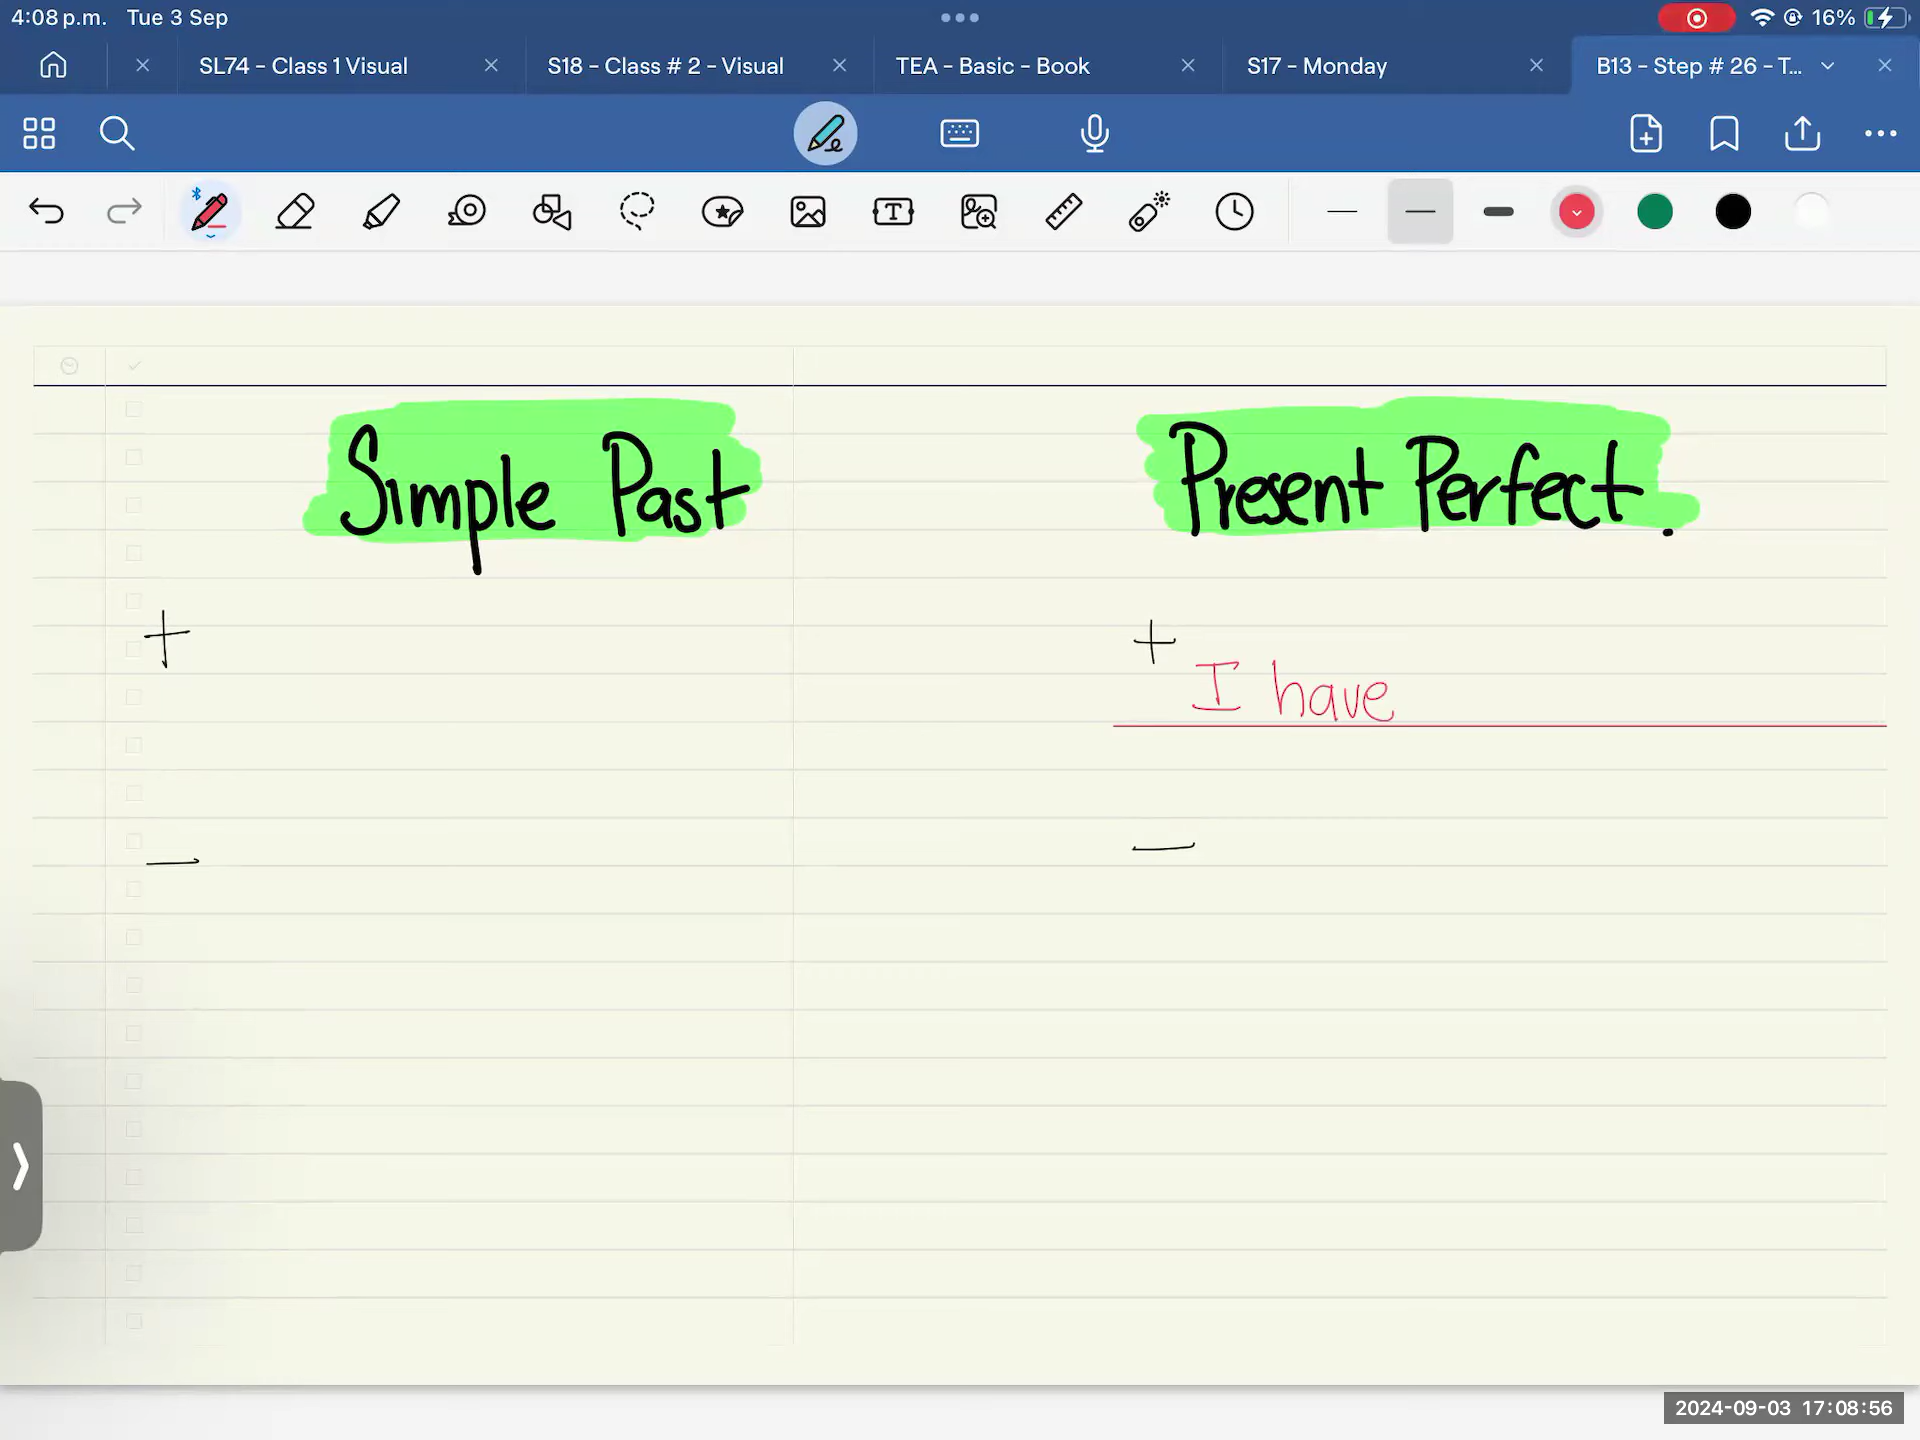 4:08 p.m. Tue 3 Sep
16%
SL74 – Class 1 Visual
S18 – Class # 2 – Visual
TEA – Basic – Book
S17 – Monday
B13 – Step # 26 – T...
Simple Past
Present Perfect.
+
+
I have
–
–
2024-09-03 17:08:56